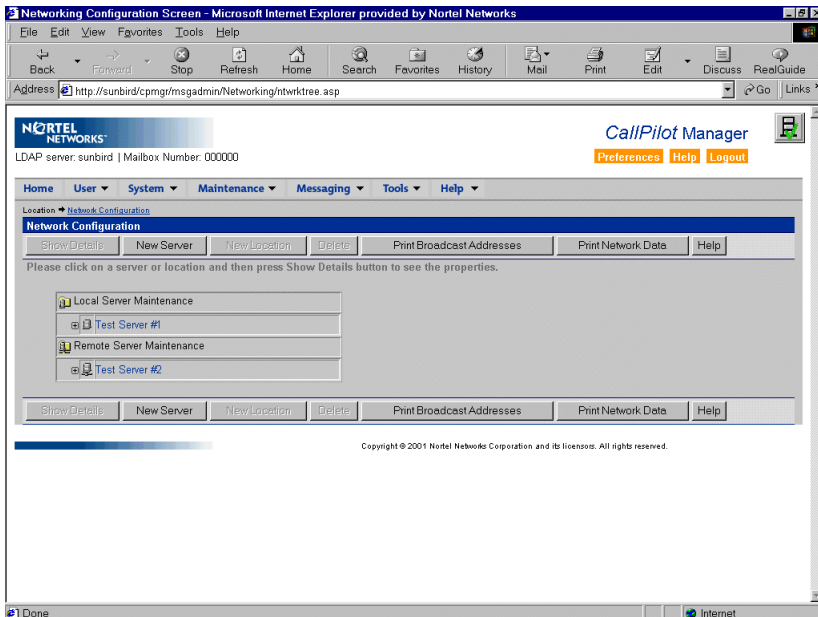 Networking Configuration Screen - Microsoft Internet Explorer provided by Nortel Networks
File Edit View Favorites Tools Help
Back Forward Stop Refresh Home Search Favorites History Mail Print Edit Discuss RealGuide
Address http://sunbird/cpmgr/msgadmin/Networking/ntwrktree.asp Go Links
NORTEL
NETWORKS
CallPilot Manager
LDAP server: sunbird | Mailbox Number: 000000
Preferences Help Logout
Home User System Maintenance Messaging Tools Help
Location Network Configuration
Network Configuration
Show Details New Server New Location Delete Print Broadcast Addresses Print Network Data Help
Please click on a server or location and then press Show Details button to see the properties.
Local Server Maintenance
Test Server #1
Remote Server Maintenance
Test Server #2
Show Details New Server New Location Delete Print Broadcast Addresses Print Network Data Help
Copyright © 2001 Nortel Networks Corporation and its licensors. All rights reserved.
Done Internet